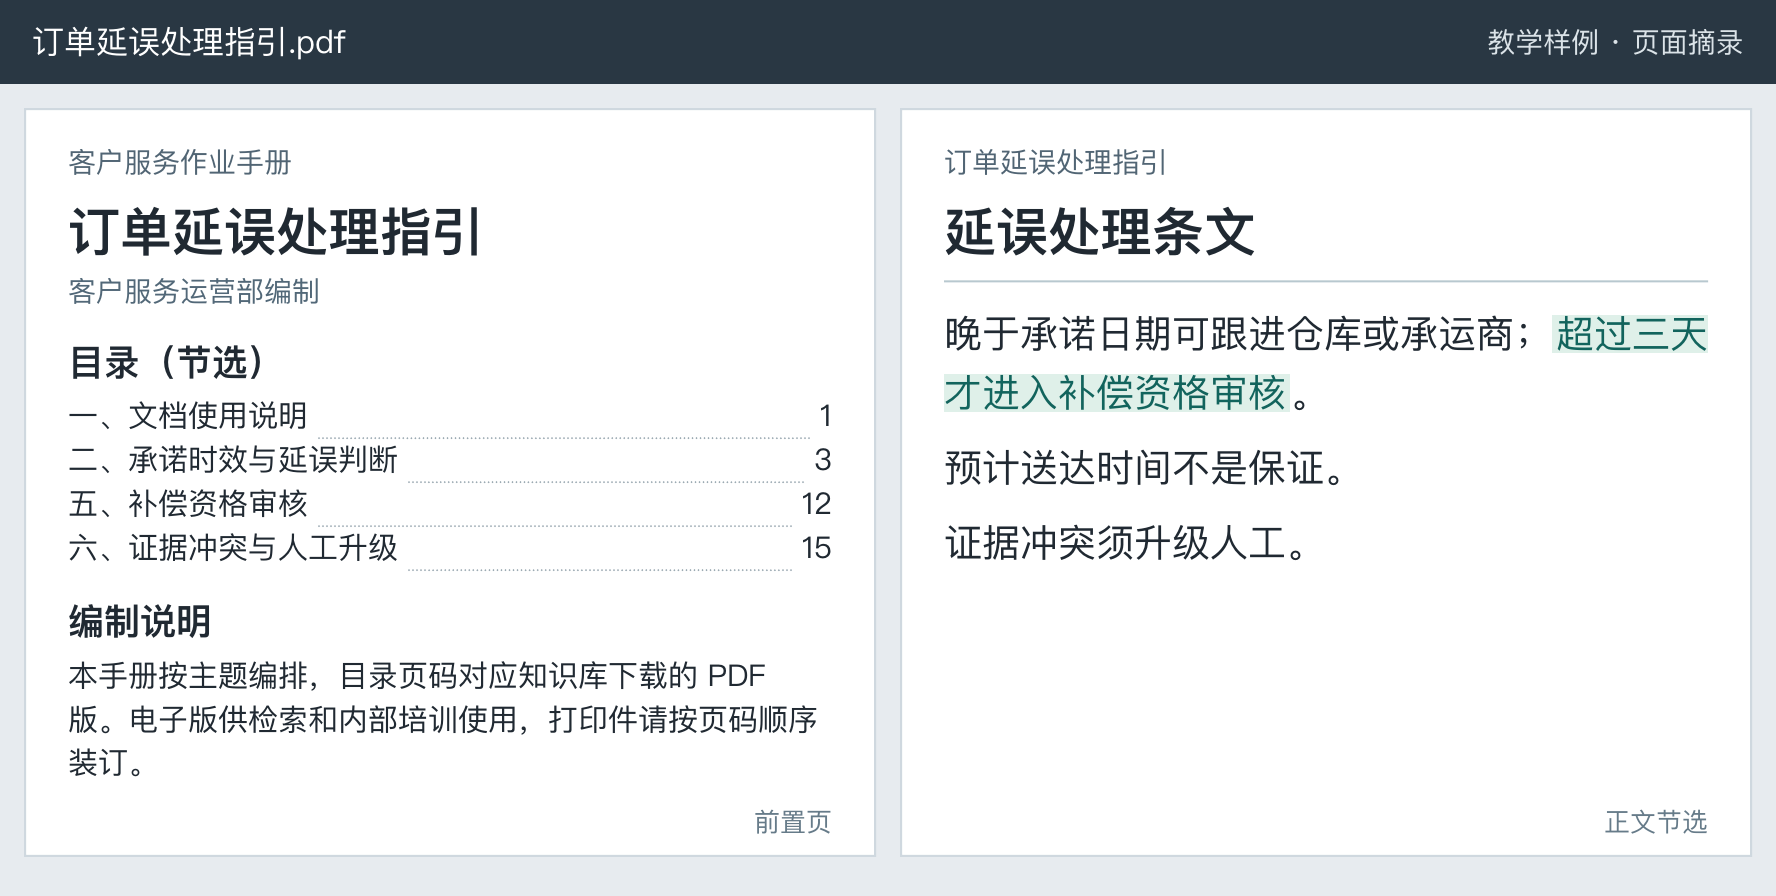 订单延误处理指引.pdf
教学样例 · 页面摘录
客户服务作业手册
订单延误处理指引
客户服务运营部编制
目录（节选）
一、文档使用说明 1
二、承诺时效与延误判断 3
五、补偿资格审核 12
六、证据冲突与人工升级 15
编制说明
本手册按主题编排，目录页码对应知识库下载的 PDF
版。电子版供检索和内部培训使用，打印件请按页码顺序
装订。
前置页
订单延误处理指引
延误处理条文
晚于承诺日期可跟进仓库或承运商；超过三天
才进入补偿资格审核。
预计送达时间不是保证。
证据冲突须升级人工。
正文节选